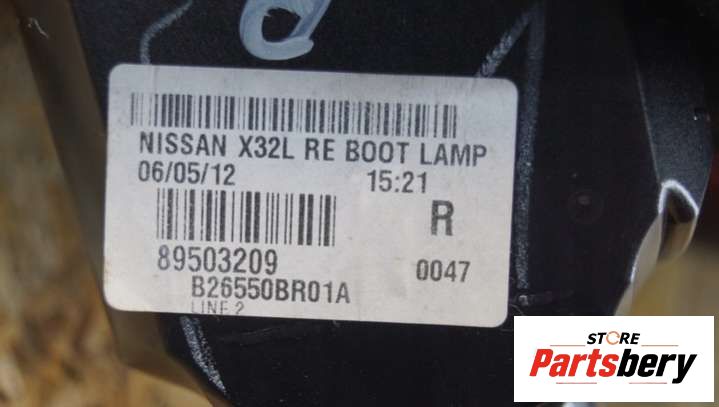 NISSAN X32L RE BOOT LAMP
06/05/12 15:21
R
89503209 0047
B26550BR01A
LINE 2
STORE
Partsbery